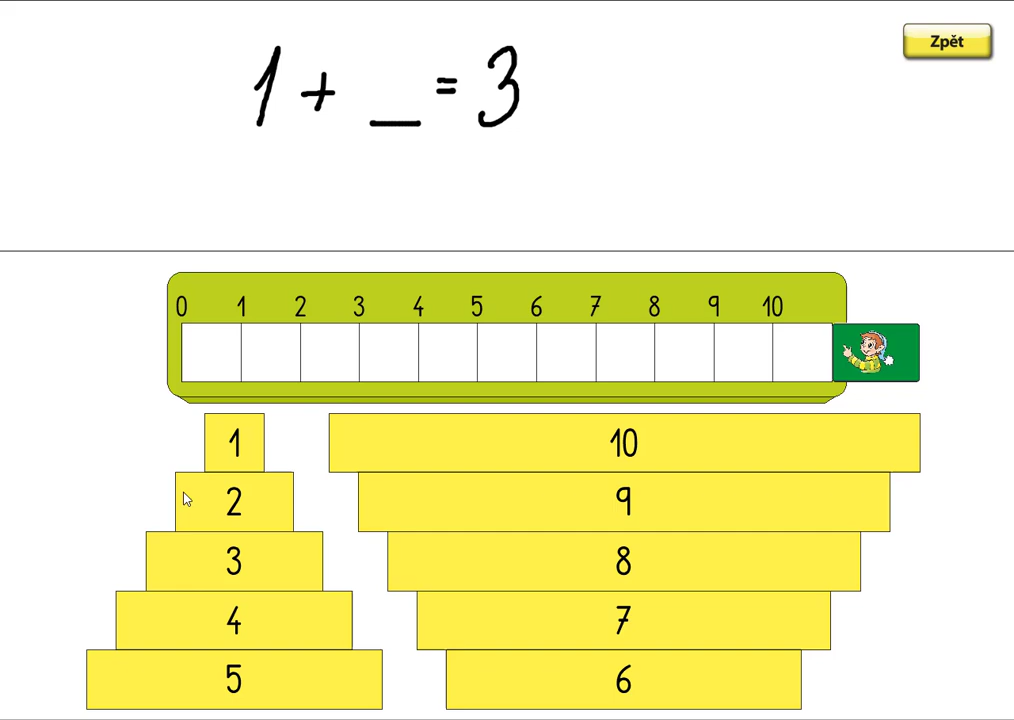 Zpět
1 + _ = 3
0 1 2 3 4 5 6 7 8 9 10
1 10
2 9
3 8
4 7
5 6